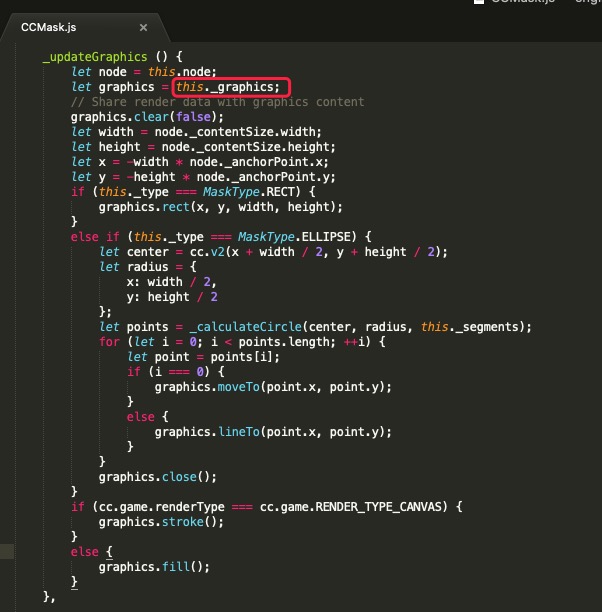 CCMask.js
CCMask.js ×
_updateGraphics () {
let node = this.node;
let graphics = this._graphics;
// Share render data with graphics content
graphics.clear(false);
let width = node._contentSize.width;
let height = node._contentSize.height;
let x = -width * node._anchorPoint.x;
let y = -height * node._anchorPoint.y;
if (this._type === MaskType.RECT) {
graphics.rect(x, y, width, height);
}
else if (this._type === MaskType.ELLIPSE) {
let center = cc.v2(x + width / 2, y + height / 2);
let radius = {
x: width / 2,
y: height / 2
};
let points = _calculateCircle(center, radius, this._segments);
for (let i = 0; i < points.length; ++i) {
let point = points[i];
if (i === 0) {
graphics.moveTo(point.x, point.y);
}
else {
graphics.lineTo(point.x, point.y);
}
}
graphics.close();
}
if (cc.game.renderType === cc.game.RENDER_TYPE_CANVAS) {
graphics.stroke();
}
else {
graphics.fill();
}
},